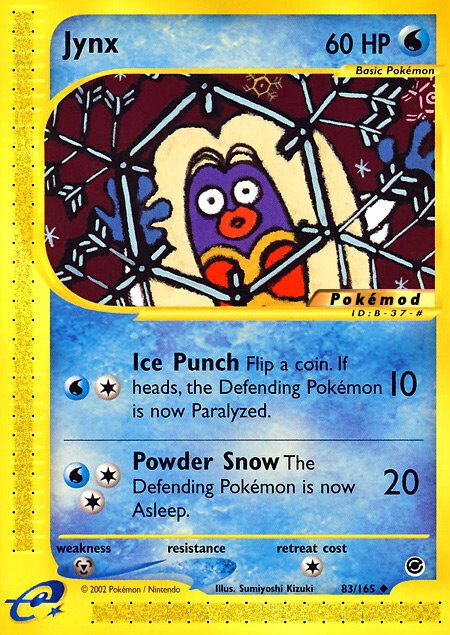 Jynx 60 HP
Basic Pokémon
Pokémod
ID:B-37-#
Ice Punch Flip a coin. If
heads, the Defending Pokémon 10
is now Paralyzed.
Powder Snow The
Defending Pokémon is now 20
Asleep.
weakness resistance retreat cost
© 2002 Pokémon / Nintendo Illus. Sumiyoshi Kizuki 83/165
e